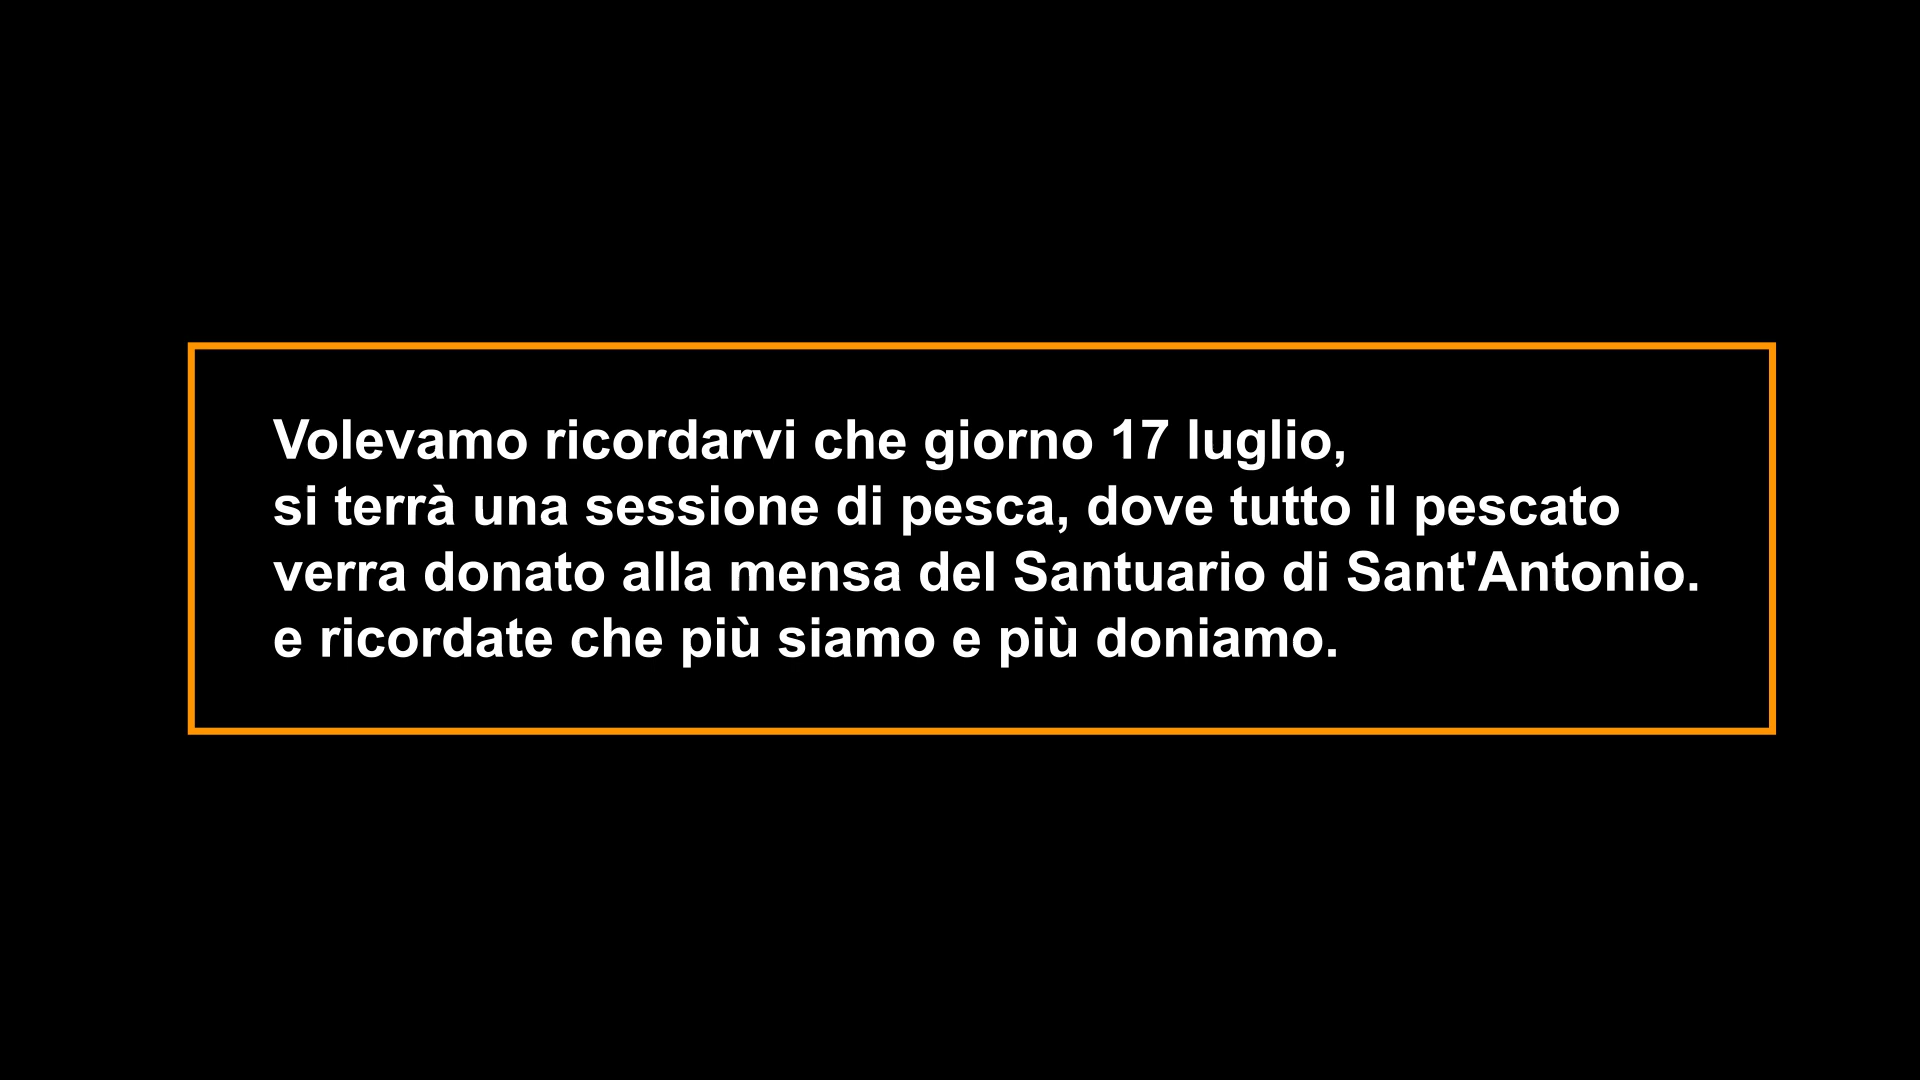 Volevamo ricordarvi che giorno 17 luglio,
si terrà una sessione di pesca, dove tutto il pescato
verra donato alla mensa del Santuario di Sant'Antonio.
e ricordate che più siamo e più doniamo.